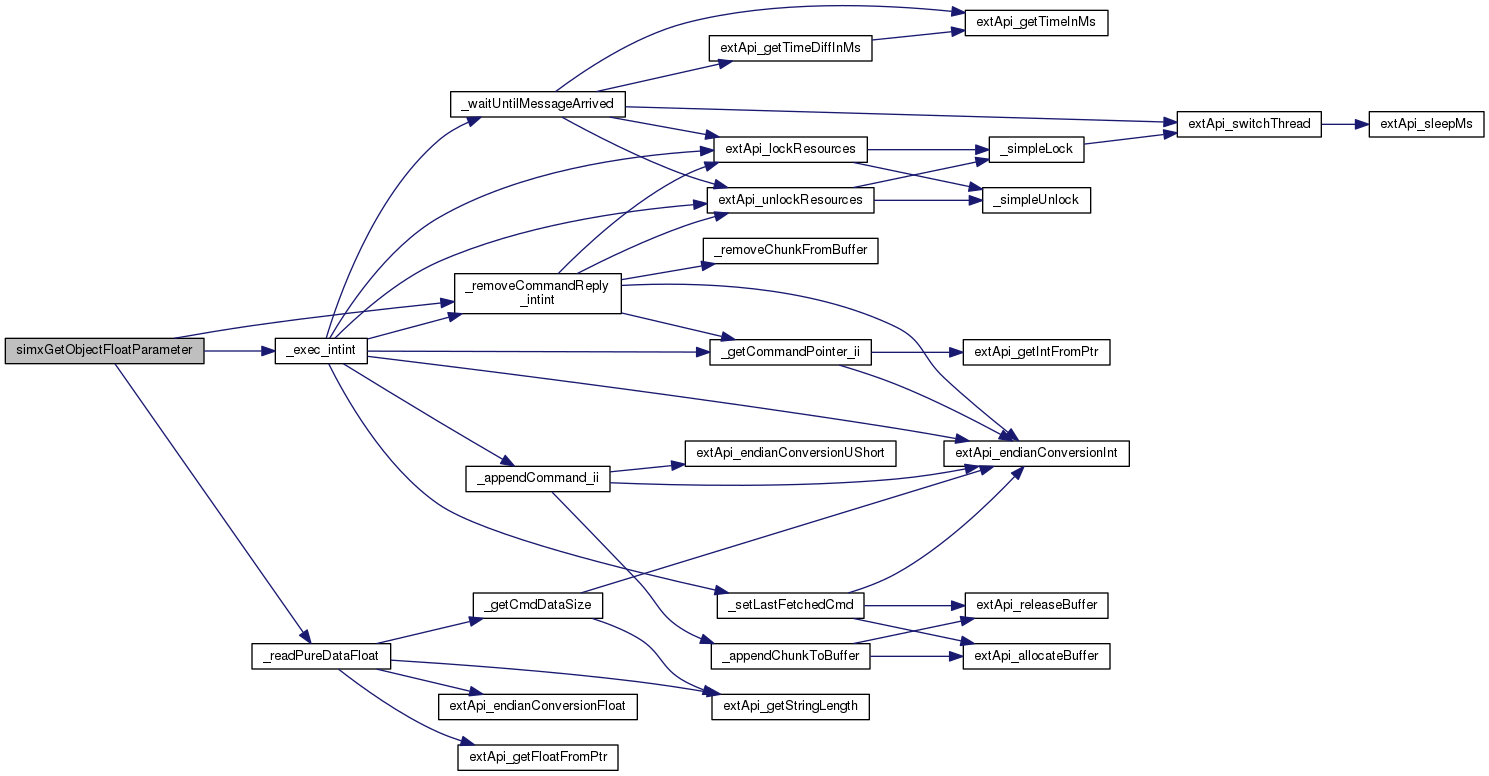 extApi_getTimeInMs
extApi_getTimeDiffInMs
_waitUntilMessageArrived
extApi_switchThread
extApi_sleepMs
extApi_lockResources
_simpleLock
extApi_unlockResources
_simpleUnlock
_removeChunkFromBuffer
_removeCommandReply
_intint
simxGetObjectFloatParameter
_exec_intint
_getCommandPointer_ii
extApi_getIntFromPtr
extApi_endianConversionUShort
extApi_endianConversionInt
_appendCommand_ii
_getCmdDataSize
_setLastFetchedCmd
extApi_releaseBuffer
_readPureDataFloat
_appendChunkToBuffer
extApi_allocateBuffer
extApi_endianConversionFloat
extApi_getStringLength
extApi_getFloatFromPtr